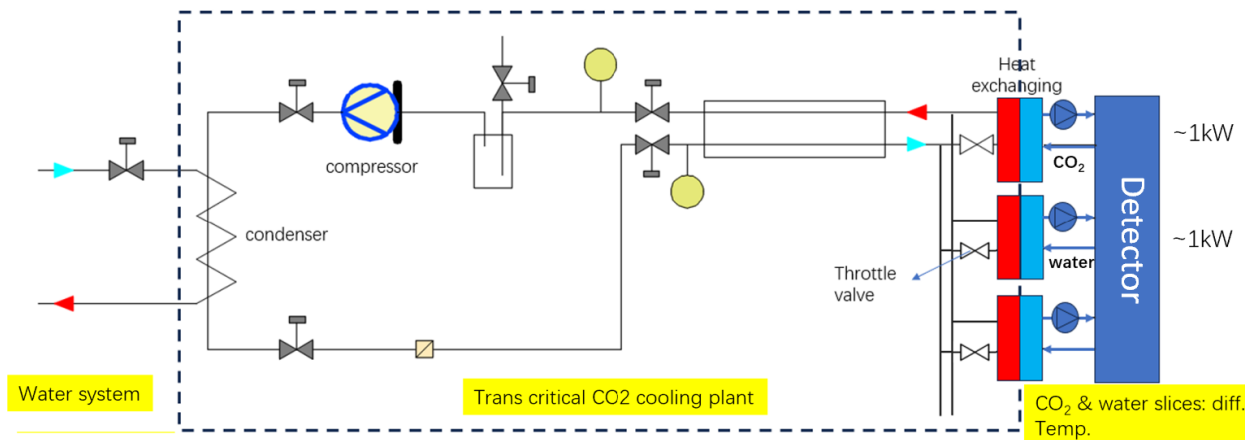 Heat
exchanging
compressor
~1kW
CO₂
condenser
~1kW
water
Throttle
valve
Detector
Water system
Trans critical CO2 cooling plant
CO₂ & water slices: diff.
Temp.